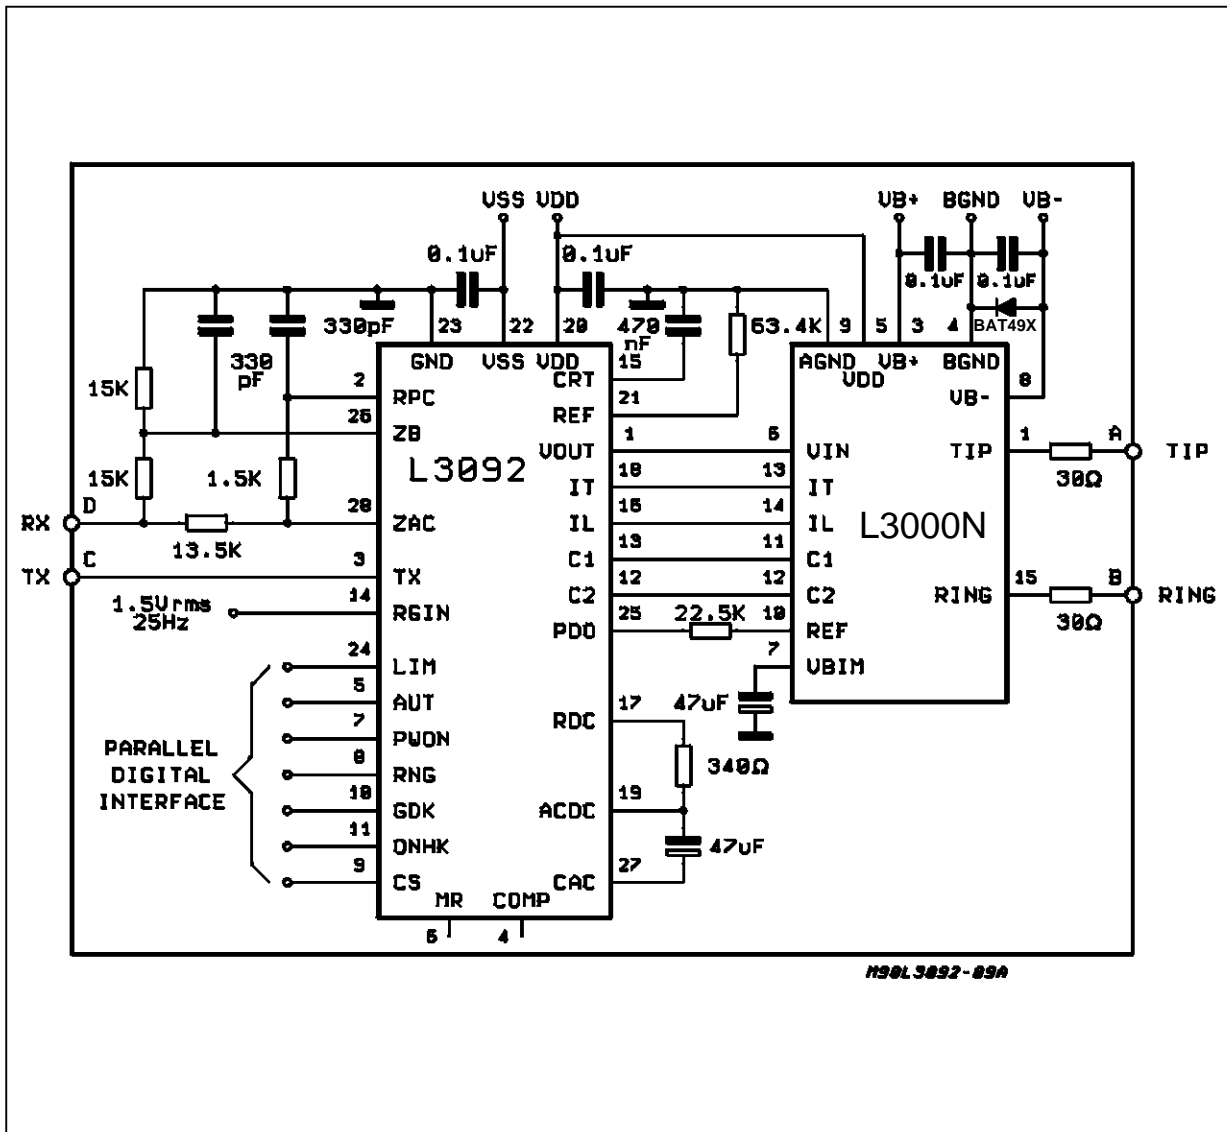 VSS VDD VB+ BGND VB-
0.1uF 0.1uF
0.1uF 0.1uF
330pF 23 22 20 470 nF 63.4K 9 5 3 4 BAT49X
GND VSS VDD 15 AGND VB+ BGND
VDD
CRT
330 pF
15K
2 RPC 21 8 VB-
26 ZB REF
L3092 VOUT 1 6 VIN TIP 1 A TIP
15K 1.5K 18 13 30Ω
IT IT
D 28 16 14
RX ZAC IL IL L3000N
13.5K 13 11
C 3 C1 C1
TX TX 12 12 15 B
1.5Vrms 14 C2 C2 RING RING
25Hz RGIN 25 22.5K 10 30Ω
PDO REF
24 7
LIM VBIM
5 AUT 17 47uF
7 RDC
PARALLEL PWON
DIGITAL 8 RNG 340Ω
INTERFACE 10 19
GDK ACDC
11 ONHK 47uF
9 27
CS CAC
MR COMP
6 4
M90L3092-09A